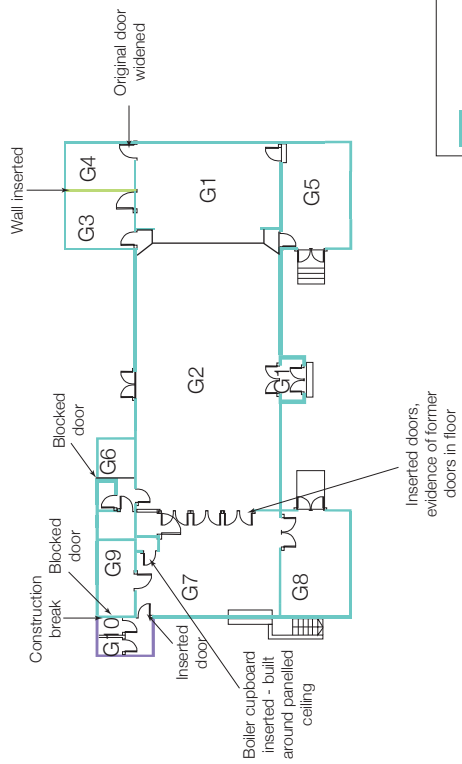 Original door
widened
Wall inserted
G4
G3
G1
G5
G2
G1
Blocked
door
G6
Inserted doors,
evidence of former
doors in floor
Construction
break
Blocked
door
G9
G10
G7
G8
Inserted
door
Boiler cupboard
inserted - built
around panelled
ceiling